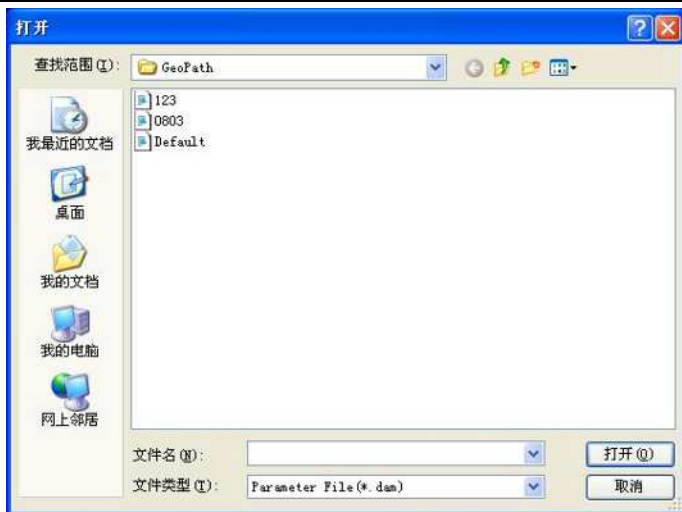 打开
查找范围(I):
GeoPath
123
0803
Default
我最近的文档
桌面
我的文档
我的电脑
网上邻居
文件名(N):
打开(O)
文件类型(T):
Parameter File(*.dam)
取消